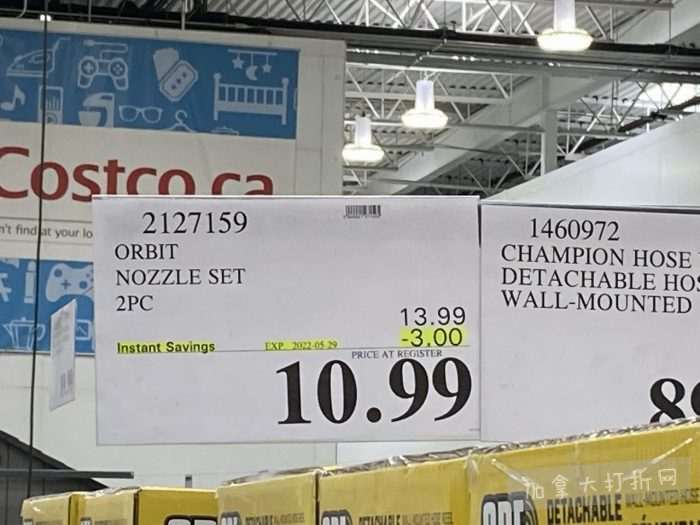 Costco.ca
n't find at your lo
2127159
ORBIT
NOZZLE SET
2PC
13.99
-3.00
Instant Savings EXP. 2022-05-29
PRICE AT REGISTER
10.99
1460972
CHAMPION HOSE
DETACHABLE HOS
WALL-MOUNTED
89
DETACHABLE WALL-MOUNTED HOSE
加拿大打折网